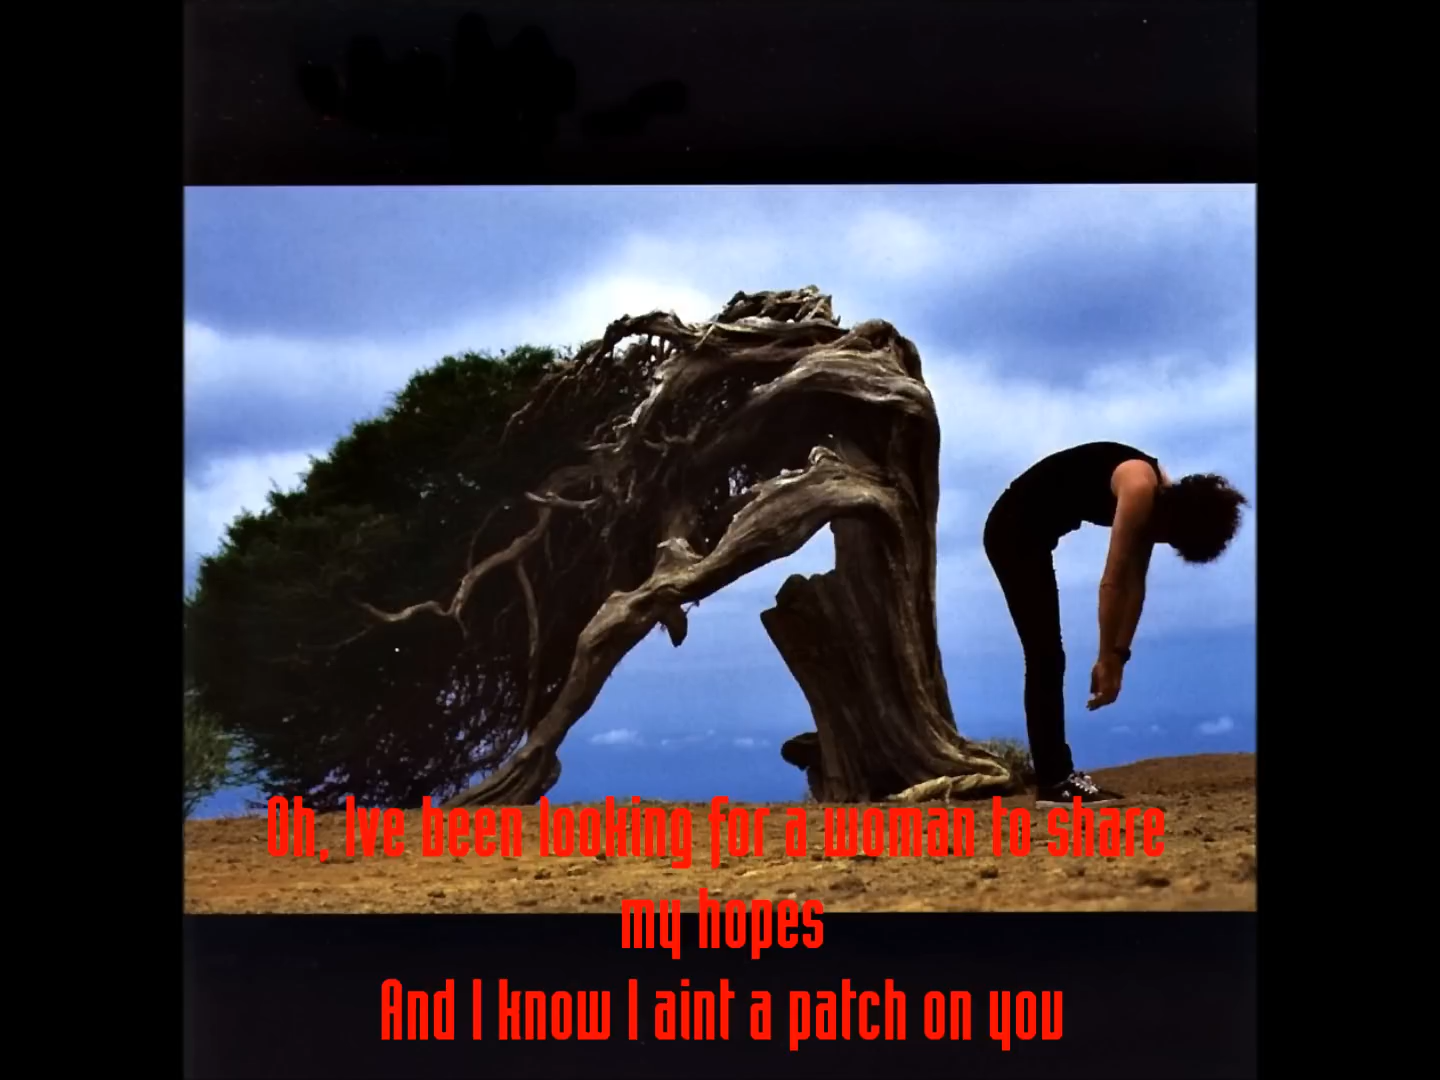 Oh, Ive been looking for a woman to share
my hopes
And I know I aint a patch on you